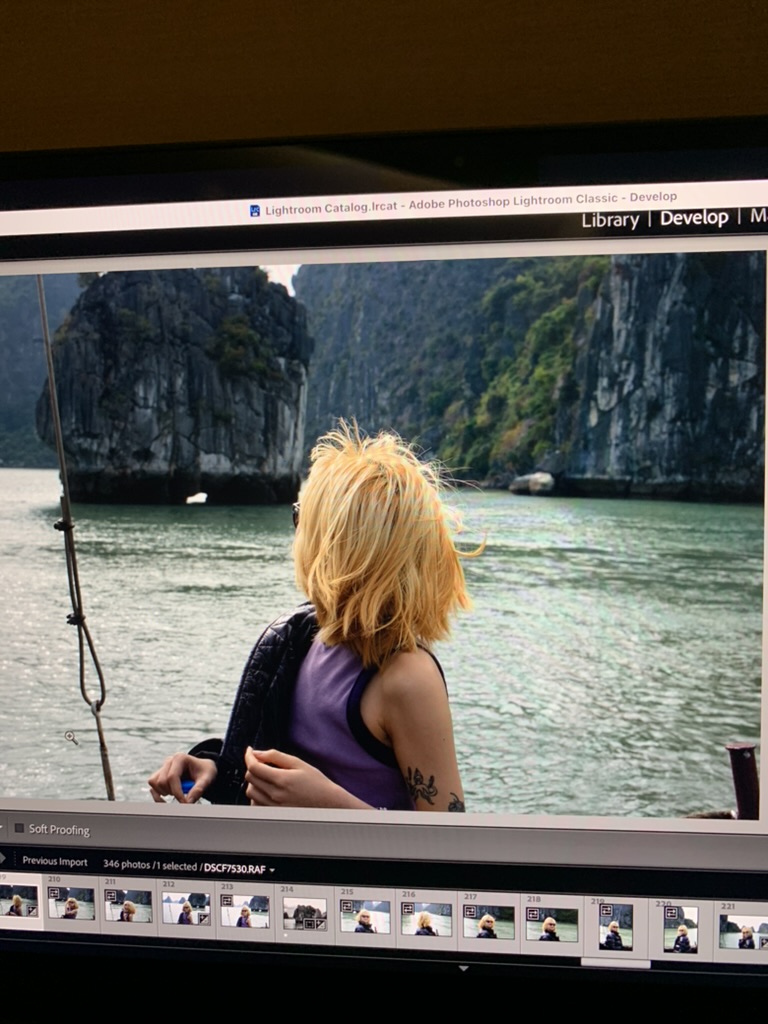 Lightroom Catalog.lrcat - Adobe Photoshop Lightroom Classic - Develop
Library | Develop |
Soft Proofing
Previous Import 346 photos / 1 selected / DSCF7530.RAF
210 211 212 213 214 215 216 217 218 219 220 221